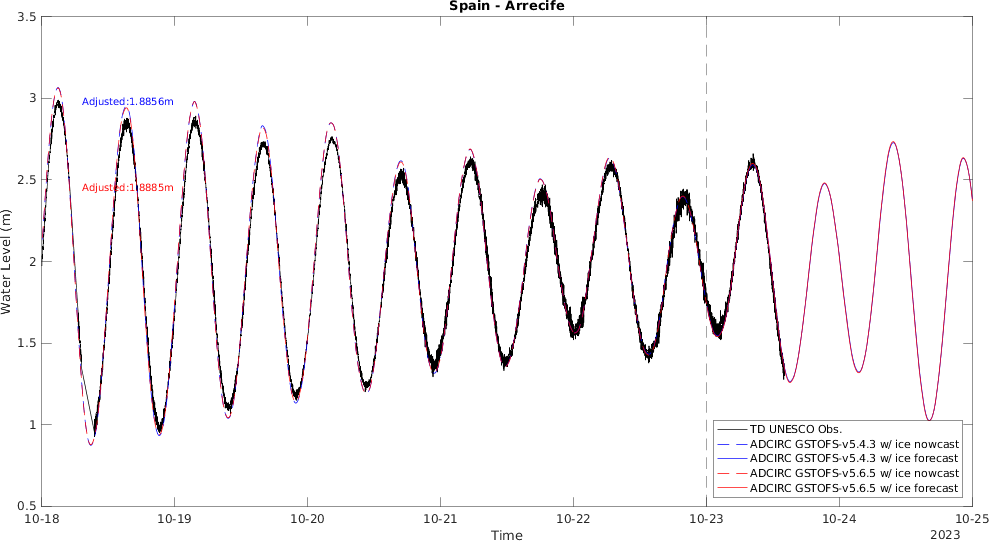 Spain - Arrecife
3.5
3
2.5
2
1.5
1
0.5
Water Level (m)
Adjusted:1.8856m
Adjusted:1.8885m
TD UNESCO Obs.
ADCIRC GSTOFS-v5.4.3 w/ ice nowcast
ADCIRC GSTOFS-v5.4.3 w/ ice forecast
ADCIRC GSTOFS-v5.6.5 w/ ice nowcast
ADCIRC GSTOFS-v5.6.5 w/ ice forecast
10-18 10-19 10-20 10-21 10-22 10-23 10-24 10-25
Time
2023